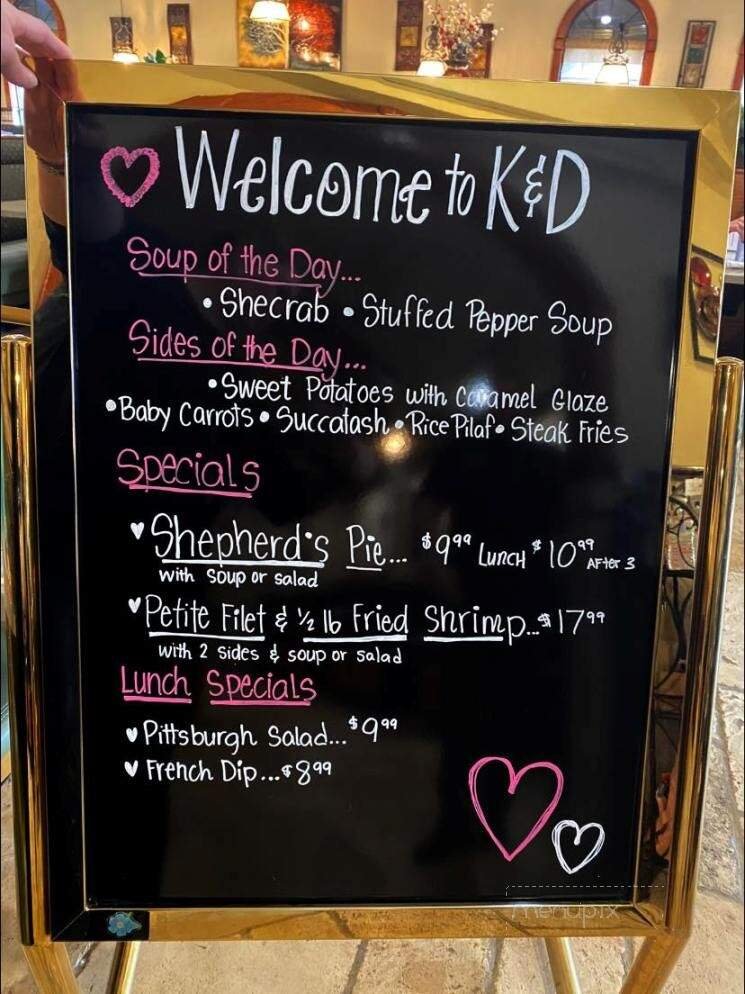 Welcome to K&D
Soup of the Day...
• Shecrab • Stuffed Pepper Soup
Sides of the Day...
• Sweet Potatoes with Caramel Glaze
• Baby Carrots • Succatash • Rice Pilaf • Steak Fries
Specials
♥ Shepherd's Pie... $9.99 Lunch $10.99 After 3
with soup or salad
♥ Petite Filet & ½ lb Fried Shrimp... $17.99
with 2 sides & soup or salad
Lunch Specials
♥ Pittsburgh Salad... $9.99
♥ French Dip... $8.99
menupix